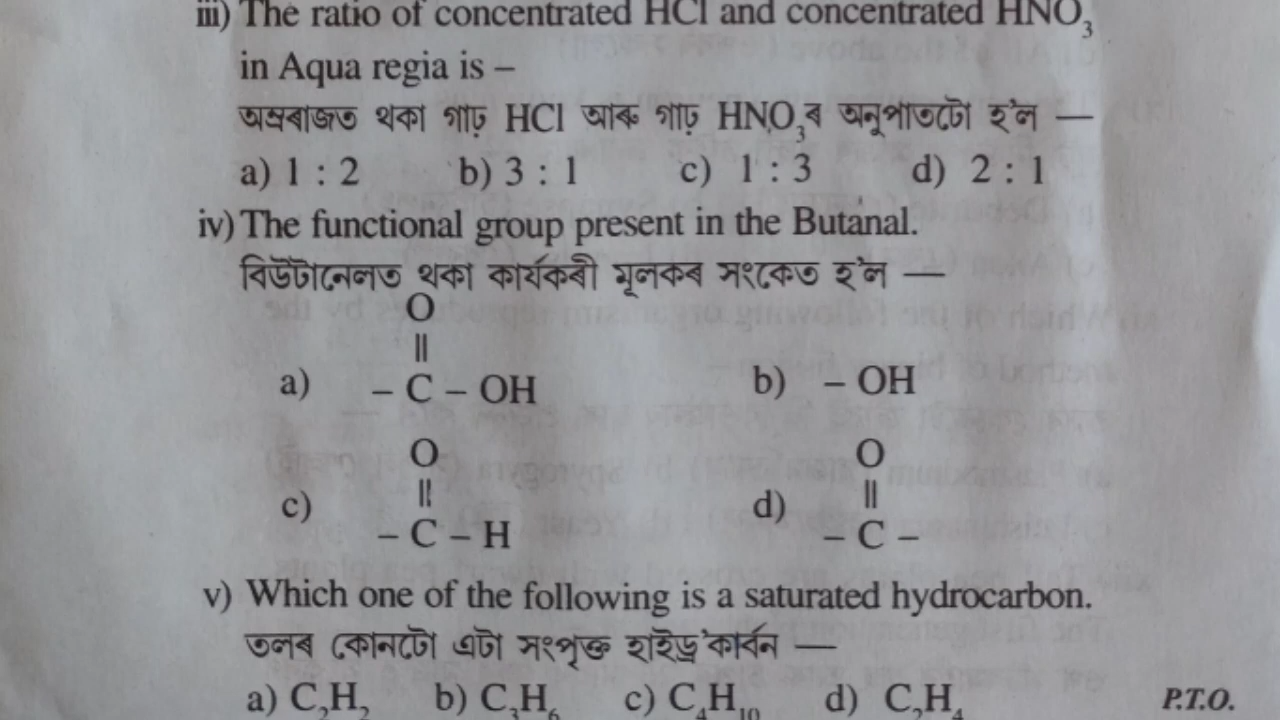 iii) The ratio of concentrated HCl and concentrated HNO₃
in Aqua regia is –
অম্লৰাজত থকা গাঢ় HCl আৰু গাঢ় HNO₃ৰ অনুপাতটো হ'ল —
a) 1 : 2 b) 3 : 1 c) 1 : 3 d) 2 : 1
iv) The functional group present in the Butanal.
বিউটানেলত থকা কাৰ্যকৰী মূলকৰ সংকেত হ'ল —
O
||
a) – C – OH b) – OH
O O
|| ||
c) – C – H d) – C –
v) Which one of the following is a saturated hydrocarbon.
তলৰ কোনটো এটা সংপৃক্ত হাইড্ৰ'কাৰ্বন —
a) C₂H₂ b) C₃H₆ c) C₄H₁₀ d) C₂H₄ P.T.O.